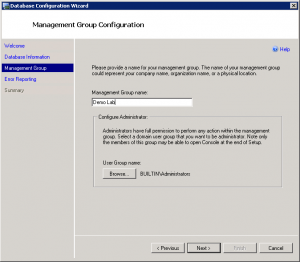 Database Configuration Wizard
Management Group Configuration
Welcome
Database Information
Management Group
Error Reporting
Summary
Help
Please provide a name for your management group. The name of your management group
could represent your company name, organization name, or a physical location.
Management Group name:
Demo Lab
Configure Administrator:
Administrators have full permission to perform any action within the management
group. Select a domain user group that you want to be administrator. Note only
the members of this group may be able to open Console at the end of Setup.
User Group name:
Browse... BUILTIN\Administrators
< Previous Next > Finish Cancel